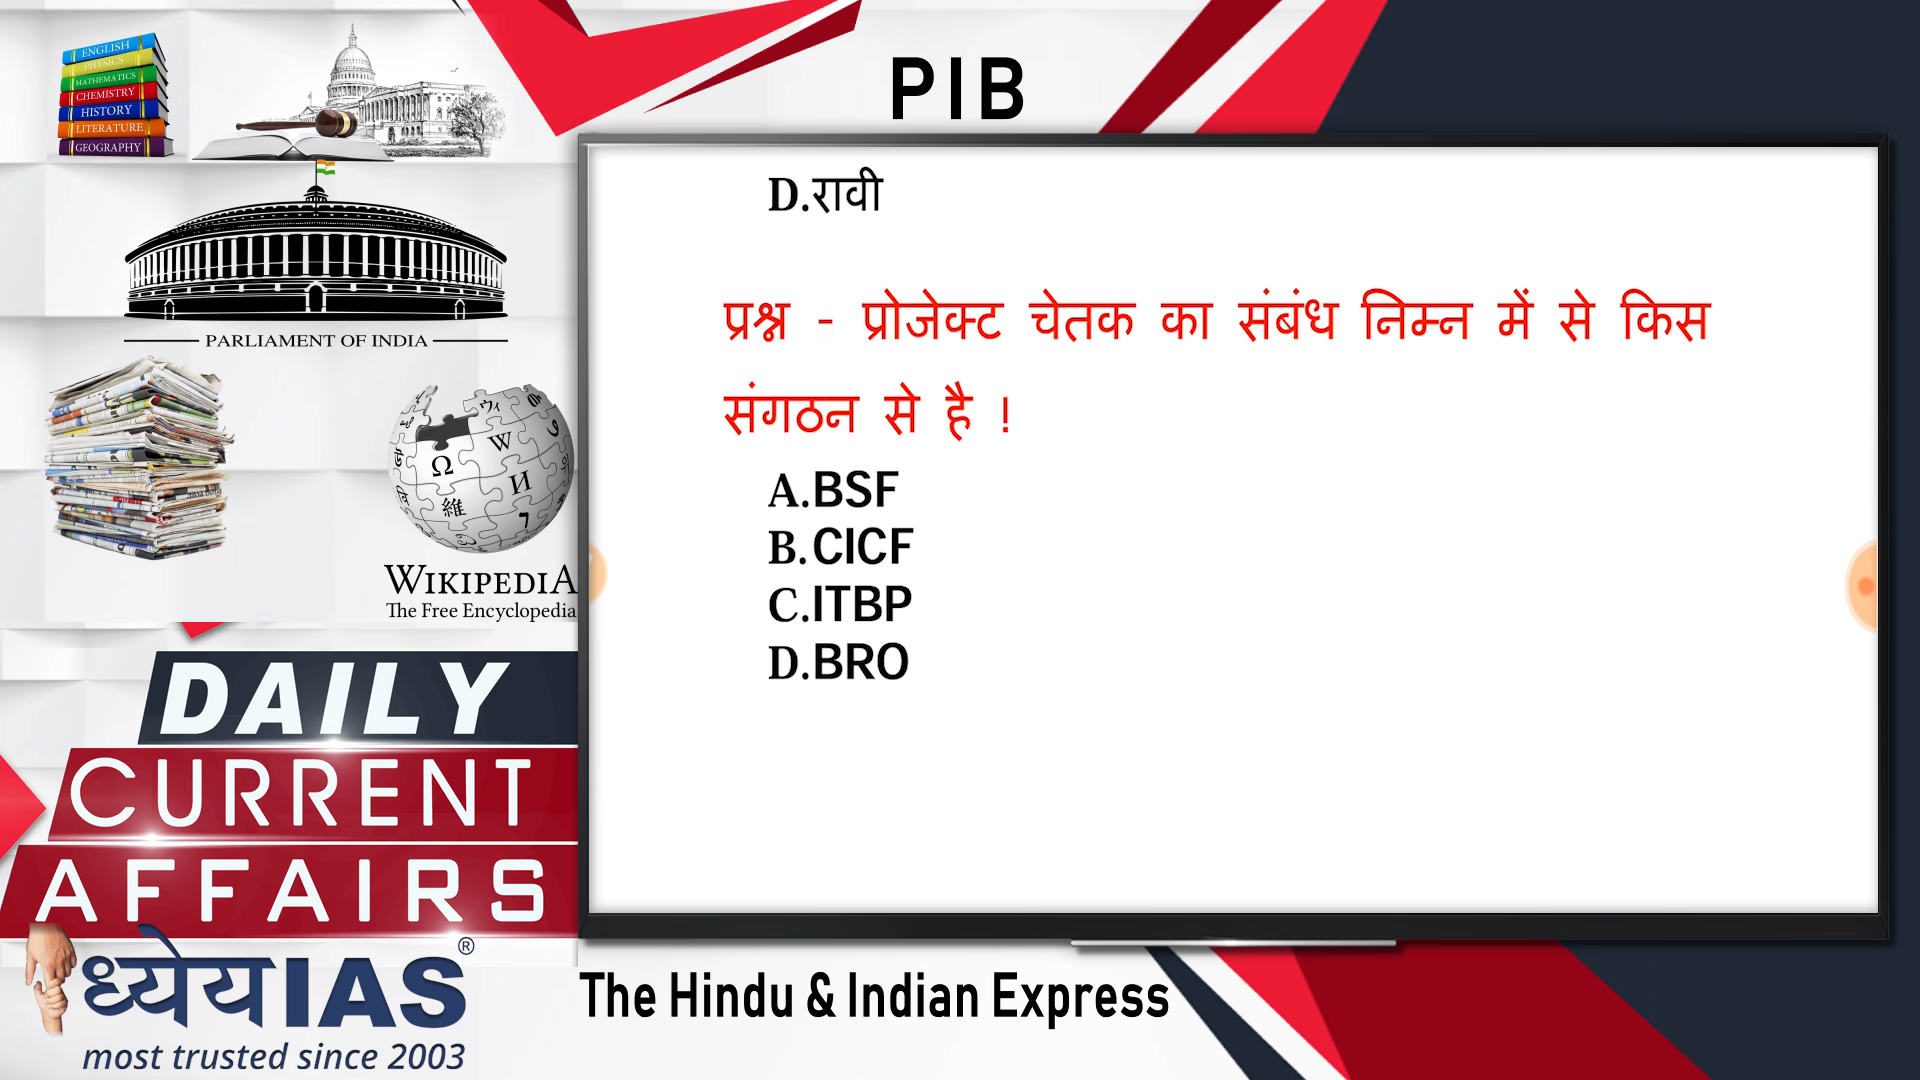 ENGLISH
PHYSICS
MATHEMATICS
CHEMISTRY
HISTORY
LITERATURE
GEOGRAPHY
PIB
PARLIAMENT OF INDIA
D.रावी
प्रश्न - प्रोजेक्ट चेतक का संबंध निम्न में से किस
संगठन से है !
A.BSF
B.CICF
C.ITBP
D.BRO
Ω
W
И
維
WIKIPEDIA
The Free Encyclopedia
DAILY
CURRENT
AFFAIRS
ध्येयIAS®
most trusted since 2003
The Hindu & Indian Express